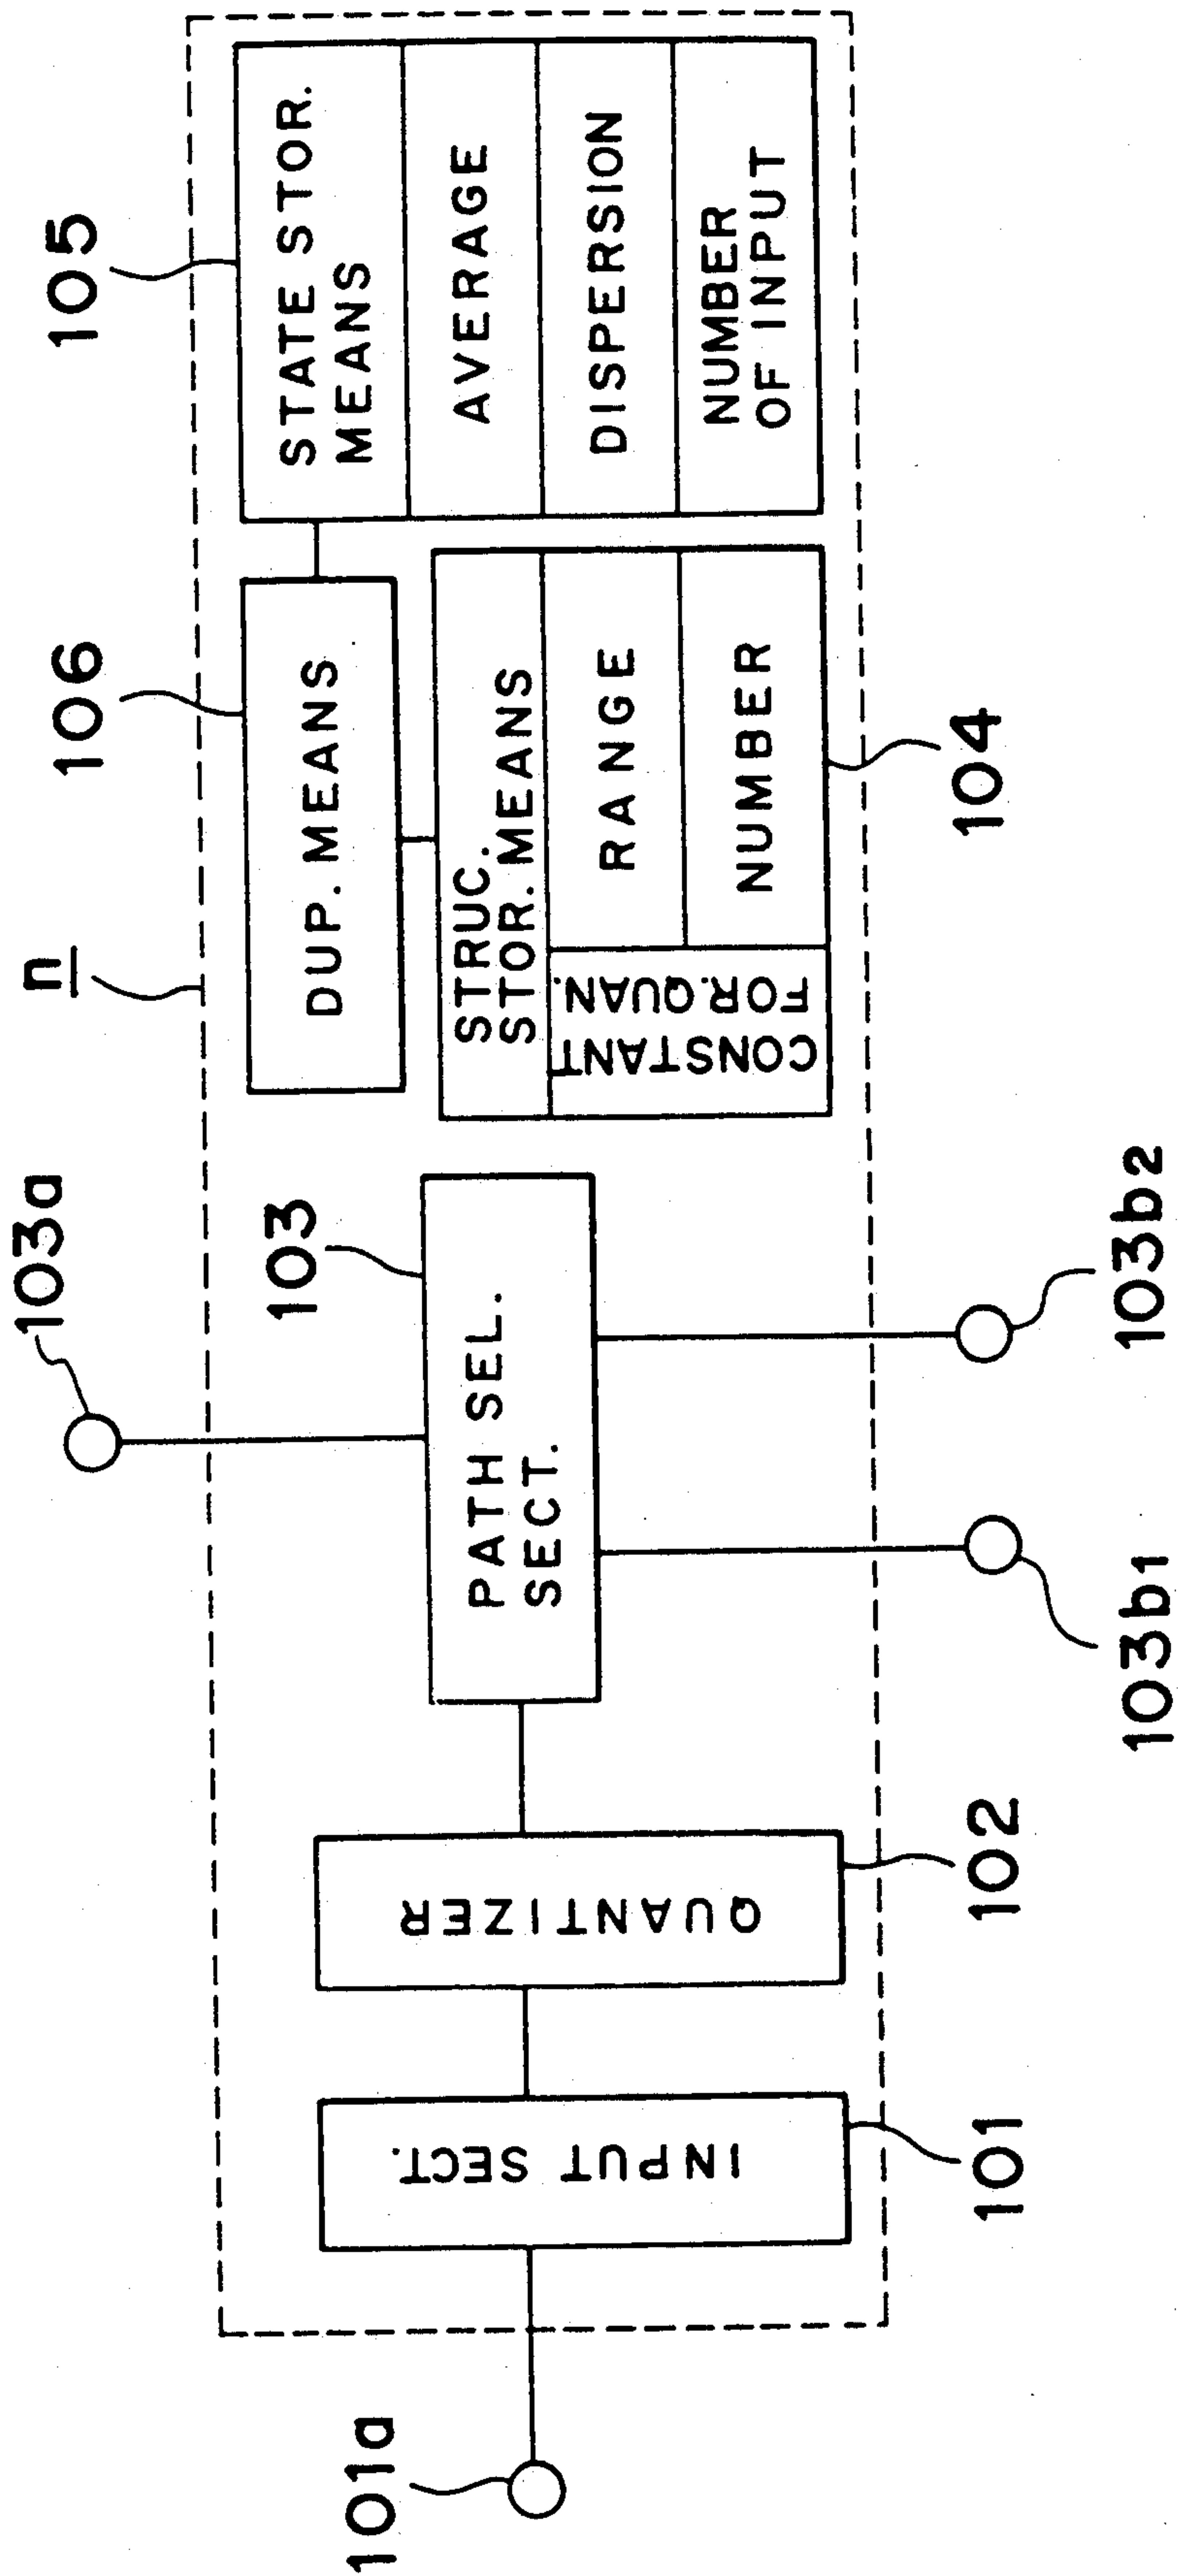 n
105
106
103a
103
STATE STOR.
MEANS
AVERAGE
DISPERSION
NUMBER
OF INPUT
DUP. MEANS
STRUC.
STOR. MEANS
RANGE
NUMBER
CONSTANT
FOR.QUAN.
104
PATH SEL.
SECT.
103b1
103b2
QUANTIZER
102
INPUT SECT.
101
101a